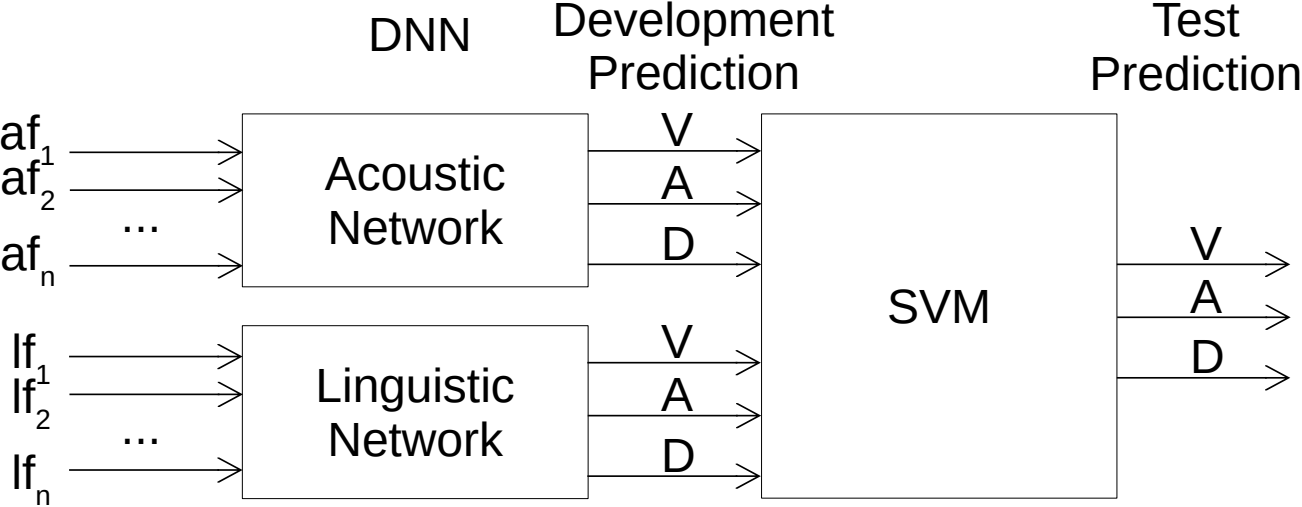 DNN
Development
Prediction
Test
Prediction
af1
af2
...
afn
Acoustic
Network
V
A
D
lf1
lf2
...
lfn
Linguistic
Network
V
A
D
SVM
V
A
D